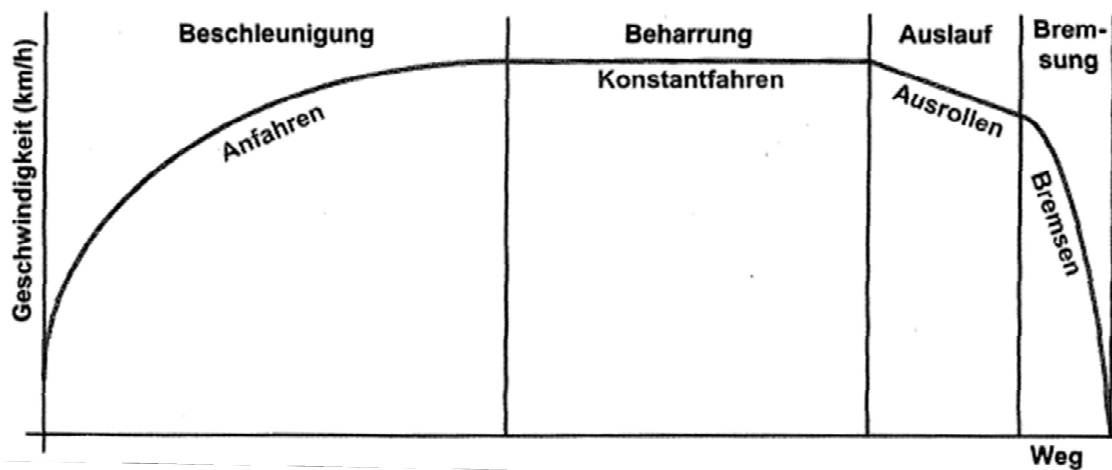 Beschleunigung
Beharrung
Auslauf
Brem-
sung
Geschwindigkeit (km/h)
Anfahren
Konstantfahren
Ausrollen
Bremsen
Weg